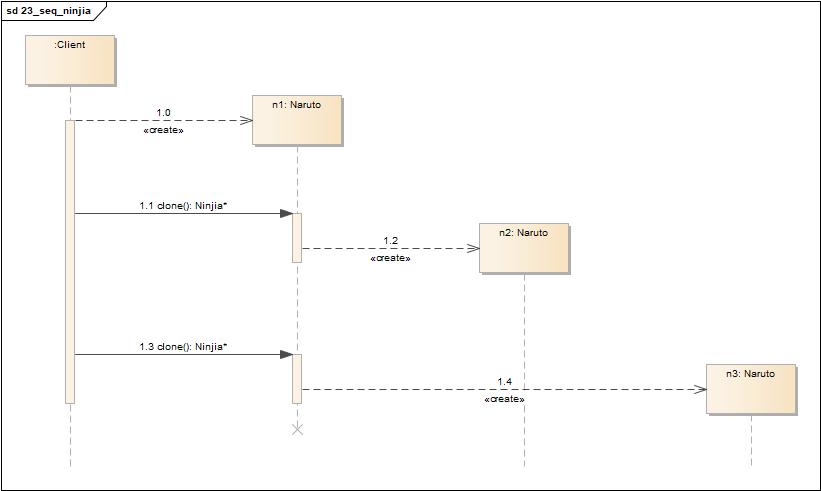 sd 23_seq_ninjia
:Client
1.0
n1: Naruto
«create»
1.1 clone(): Ninjia*
n2: Naruto
1.2
«create»
1.3 clone(): Ninjia*
n3: Naruto
1.4
«create»